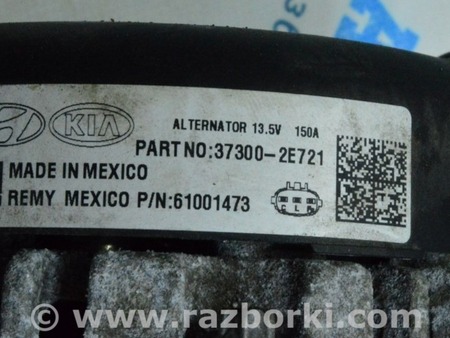 KIA
ALTERNATOR 13.5V 150A
PART NO:37300-2E721
MADE IN MEXICO
REMY MEXICO P/N:61001473
C L
© www.razborki.com